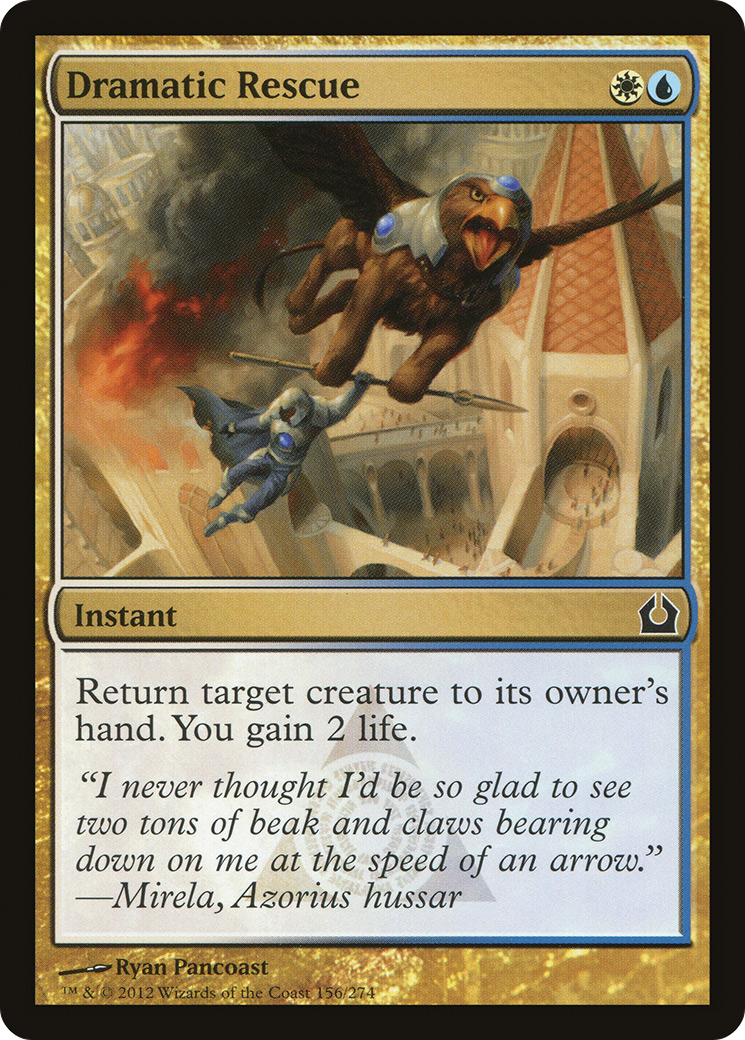 Dramatic Rescue
Instant
Return target creature to its owner's
hand. You gain 2 life.
"I never thought I'd be so glad to see
two tons of beak and claws bearing
down on me at the speed of an arrow."
—Mirela, Azorius hussar
Ryan Pancoast
™ & © 2012 Wizards of the Coast 156/274